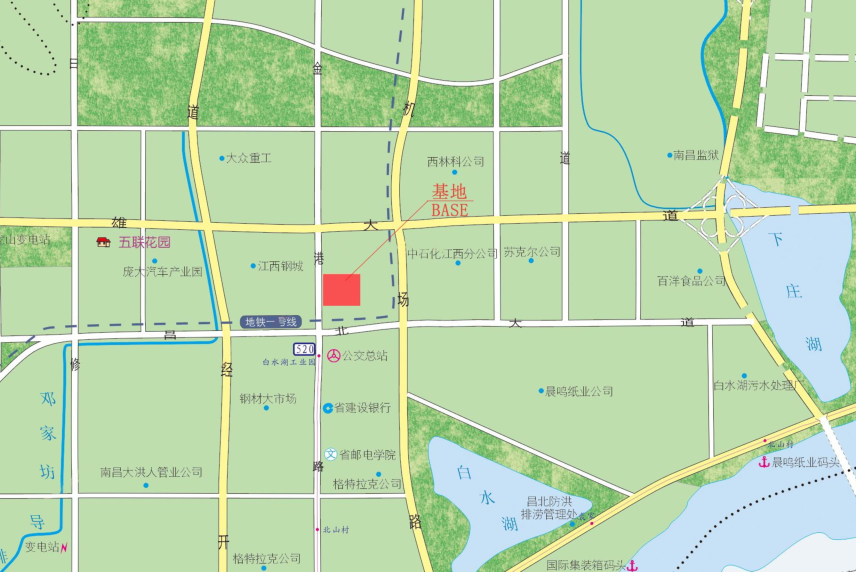 日
金
道
机
大众重工
西林科公司
道
南昌监狱
基地
BASE
雄
大
道
下
庄
湖
山变电站
五联花园
庞大汽车产业园
江西钢城
港
中石化江西分公司
苏克尔公司
百洋食品公司
场
地铁一号线
昌
北
大
道
修
520
白水湖工业园
公交总站
经
钢材大市场
省建设银行
晨鸣纸业公司
白水湖污水处理厂
邓
家
坊
导
排
南昌大洪人管业公司
路
省邮电学院
格特拉克公司
白
水
湖
昌北防洪
排涝管理处
北山村
晨鸣纸业码头
路
开
北山村
变电站
格特拉克公司
国际集装箱码头